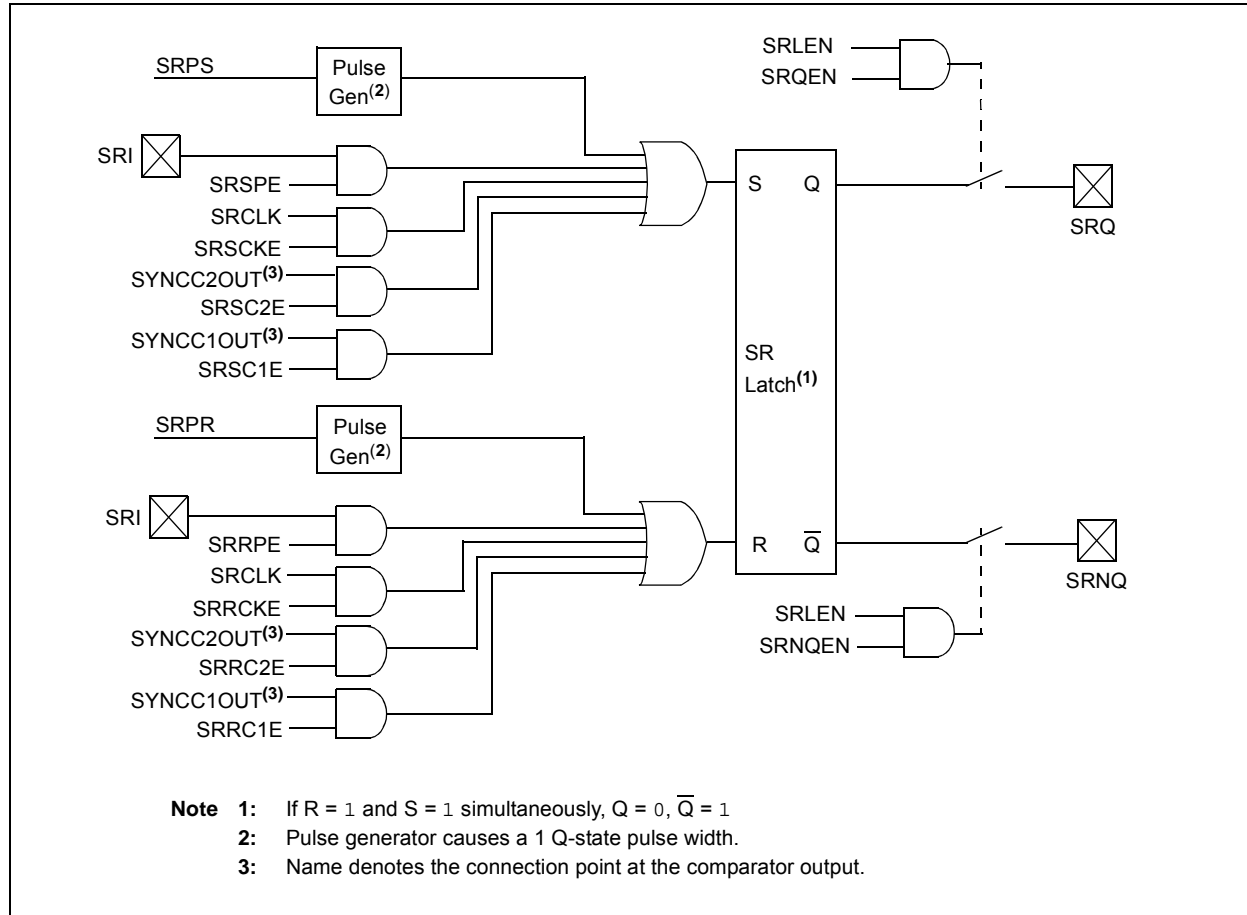 SRPS
Pulse
Gen(2)
SRI
SRSPE
SRCLK
SRSCKE
SYNCC2OUT(3)
SRSC2E
SYNCC1OUT(3)
SRSC1E
SRPR
Pulse
Gen(2)
SRI
SRRPE
SRCLK
SRRCKE
SYNCC2OUT(3)
SRRC2E
SYNCC1OUT(3)
SRRC1E
S Q
SR
Latch(1)
R Q̅
SRLEN
SRQEN
SRQ
SRNQ
SRLEN
SRNQEN
Note 1: If R = 1 and S = 1 simultaneously, Q = 0, Q̅ = 1
2: Pulse generator causes a 1 Q-state pulse width.
3: Name denotes the connection point at the comparator output.